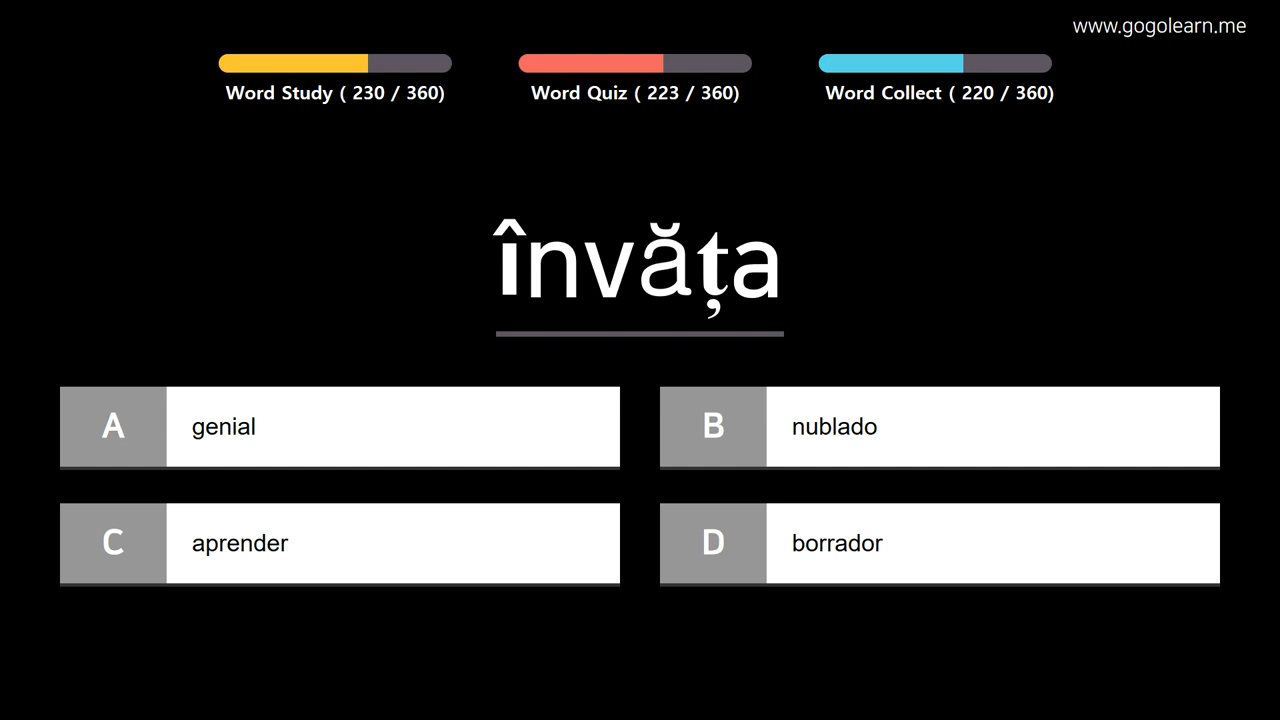 www.gogolearn.me
Word Study ( 230 / 360)
Word Quiz ( 223 / 360)
Word Collect ( 220 / 360)
învăța
A
genial
B
nublado
C
aprender
D
borrador